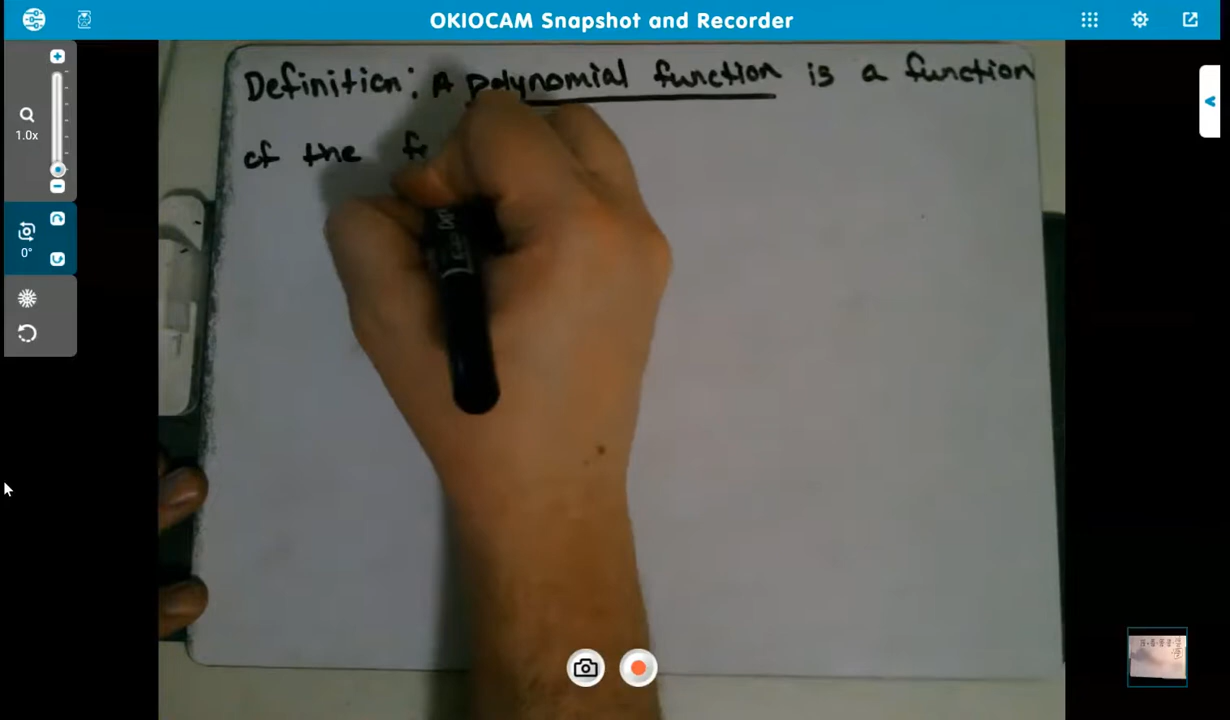 OKIOCAM Snapshot and Recorder
1.0x
0°
Definition: A polynomial function is a function
of the